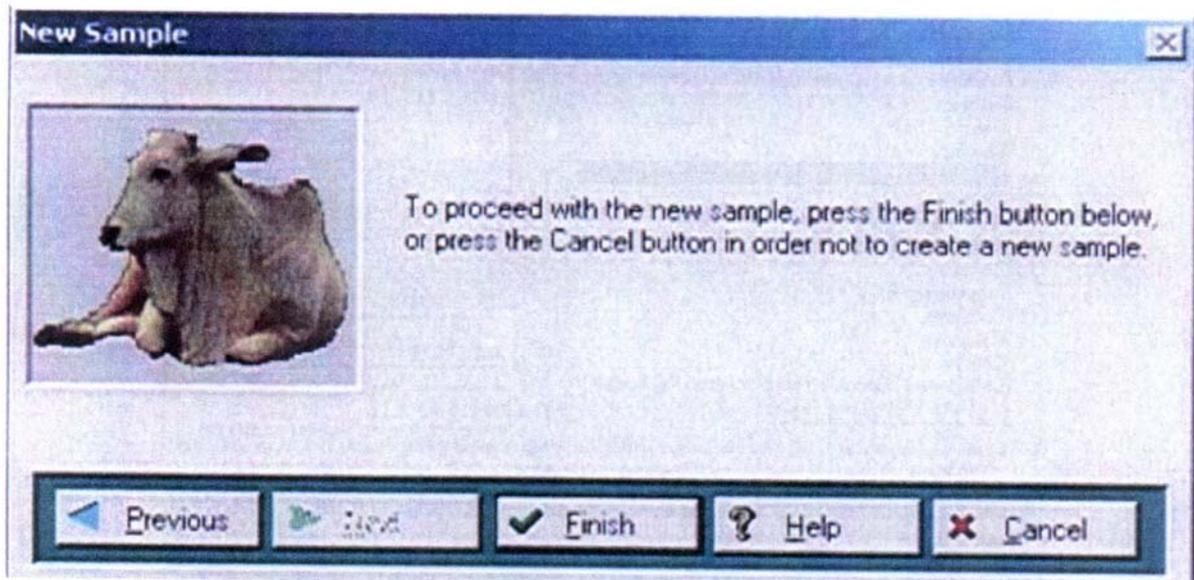 New Sample
To proceed with the new sample, press the Finish button below,
or press the Cancel button in order not to create a new sample.
Previous
Next
Finish
Help
Cancel